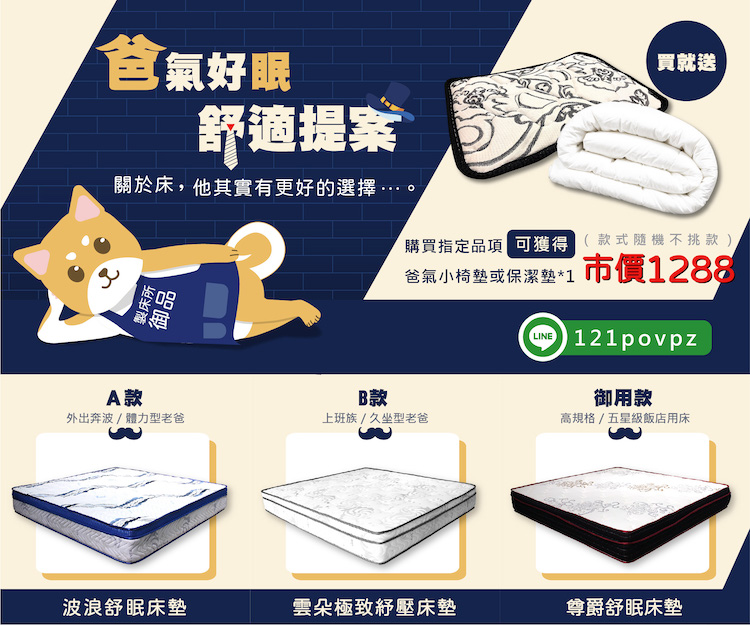 爸氣好眠
舒適提案
關於床，他其實有更好的選擇…。
買就送
購買指定品項 可獲得 (款式隨機不挑款)
爸氣小椅墊或保潔墊*1 市價1288
LINE 121povpz
製床所
御品
A款
外出奔波/體力型老爸
波浪舒眠床墊
B款
上班族/久坐型老爸
雲朵極致紓壓床墊
御用款
高規格/五星級飯店用床
尊爵舒眠床墊